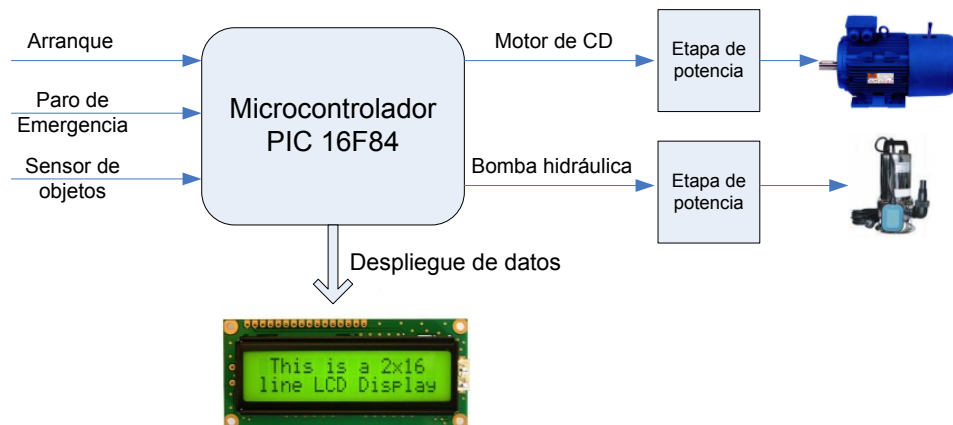 Arranque
Paro de
Emergencia
Sensor de
objetos
Microcontrolador
PIC 16F84
Motor de CD
Etapa de
potencia
Bomba hidráulica
Etapa de
potencia
Despliegue de datos
This is a 2x16
line LCD Display